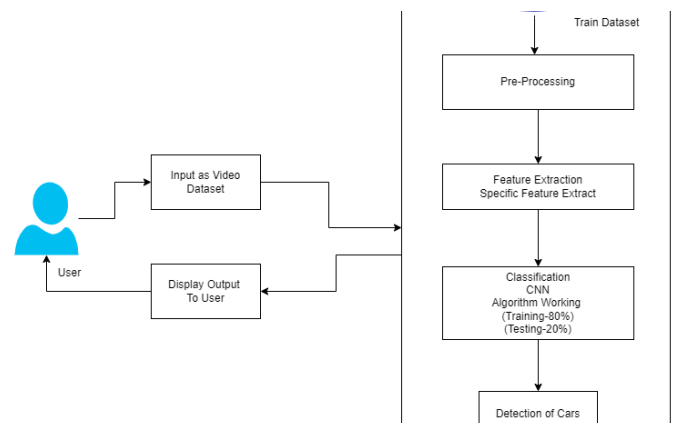 Train Dataset
Pre-Processing
Input as Video
Dataset
Feature Extraction
Specific Feature Extract
User
Display Output
To User
Classification
CNN
Algorithm Working
(Training-80%)
(Testing-20%)
Detection of Cars